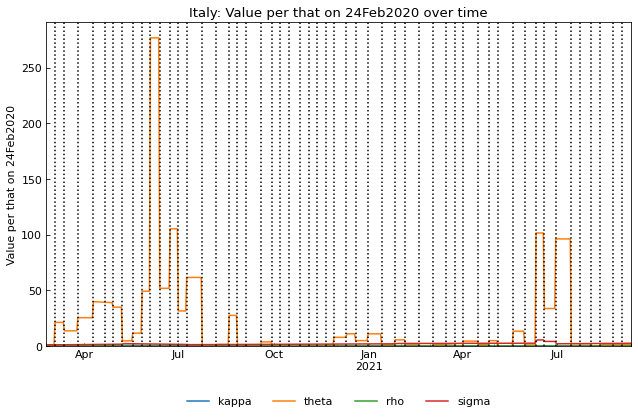 Italy: Value per that on 24Feb2020 over time
Value per that on 24Feb2020
250
200
150
100
50
0
Apr Jul Oct Jan Apr Jul
2021
kappa theta rho sigma